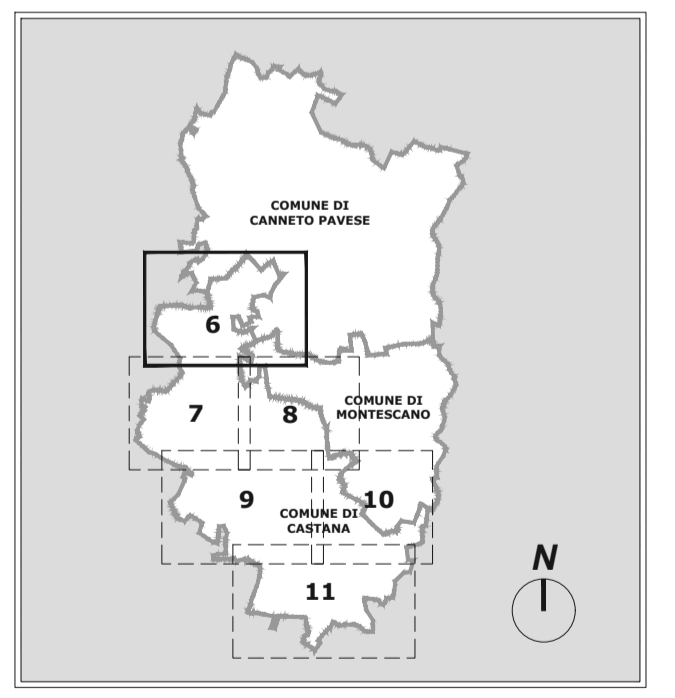 COMUNE DI
CANNETO PAVESE
6
7
8
COMUNE DI
MONTESCANO
9
10
COMUNE DI
CASTANA
N
11